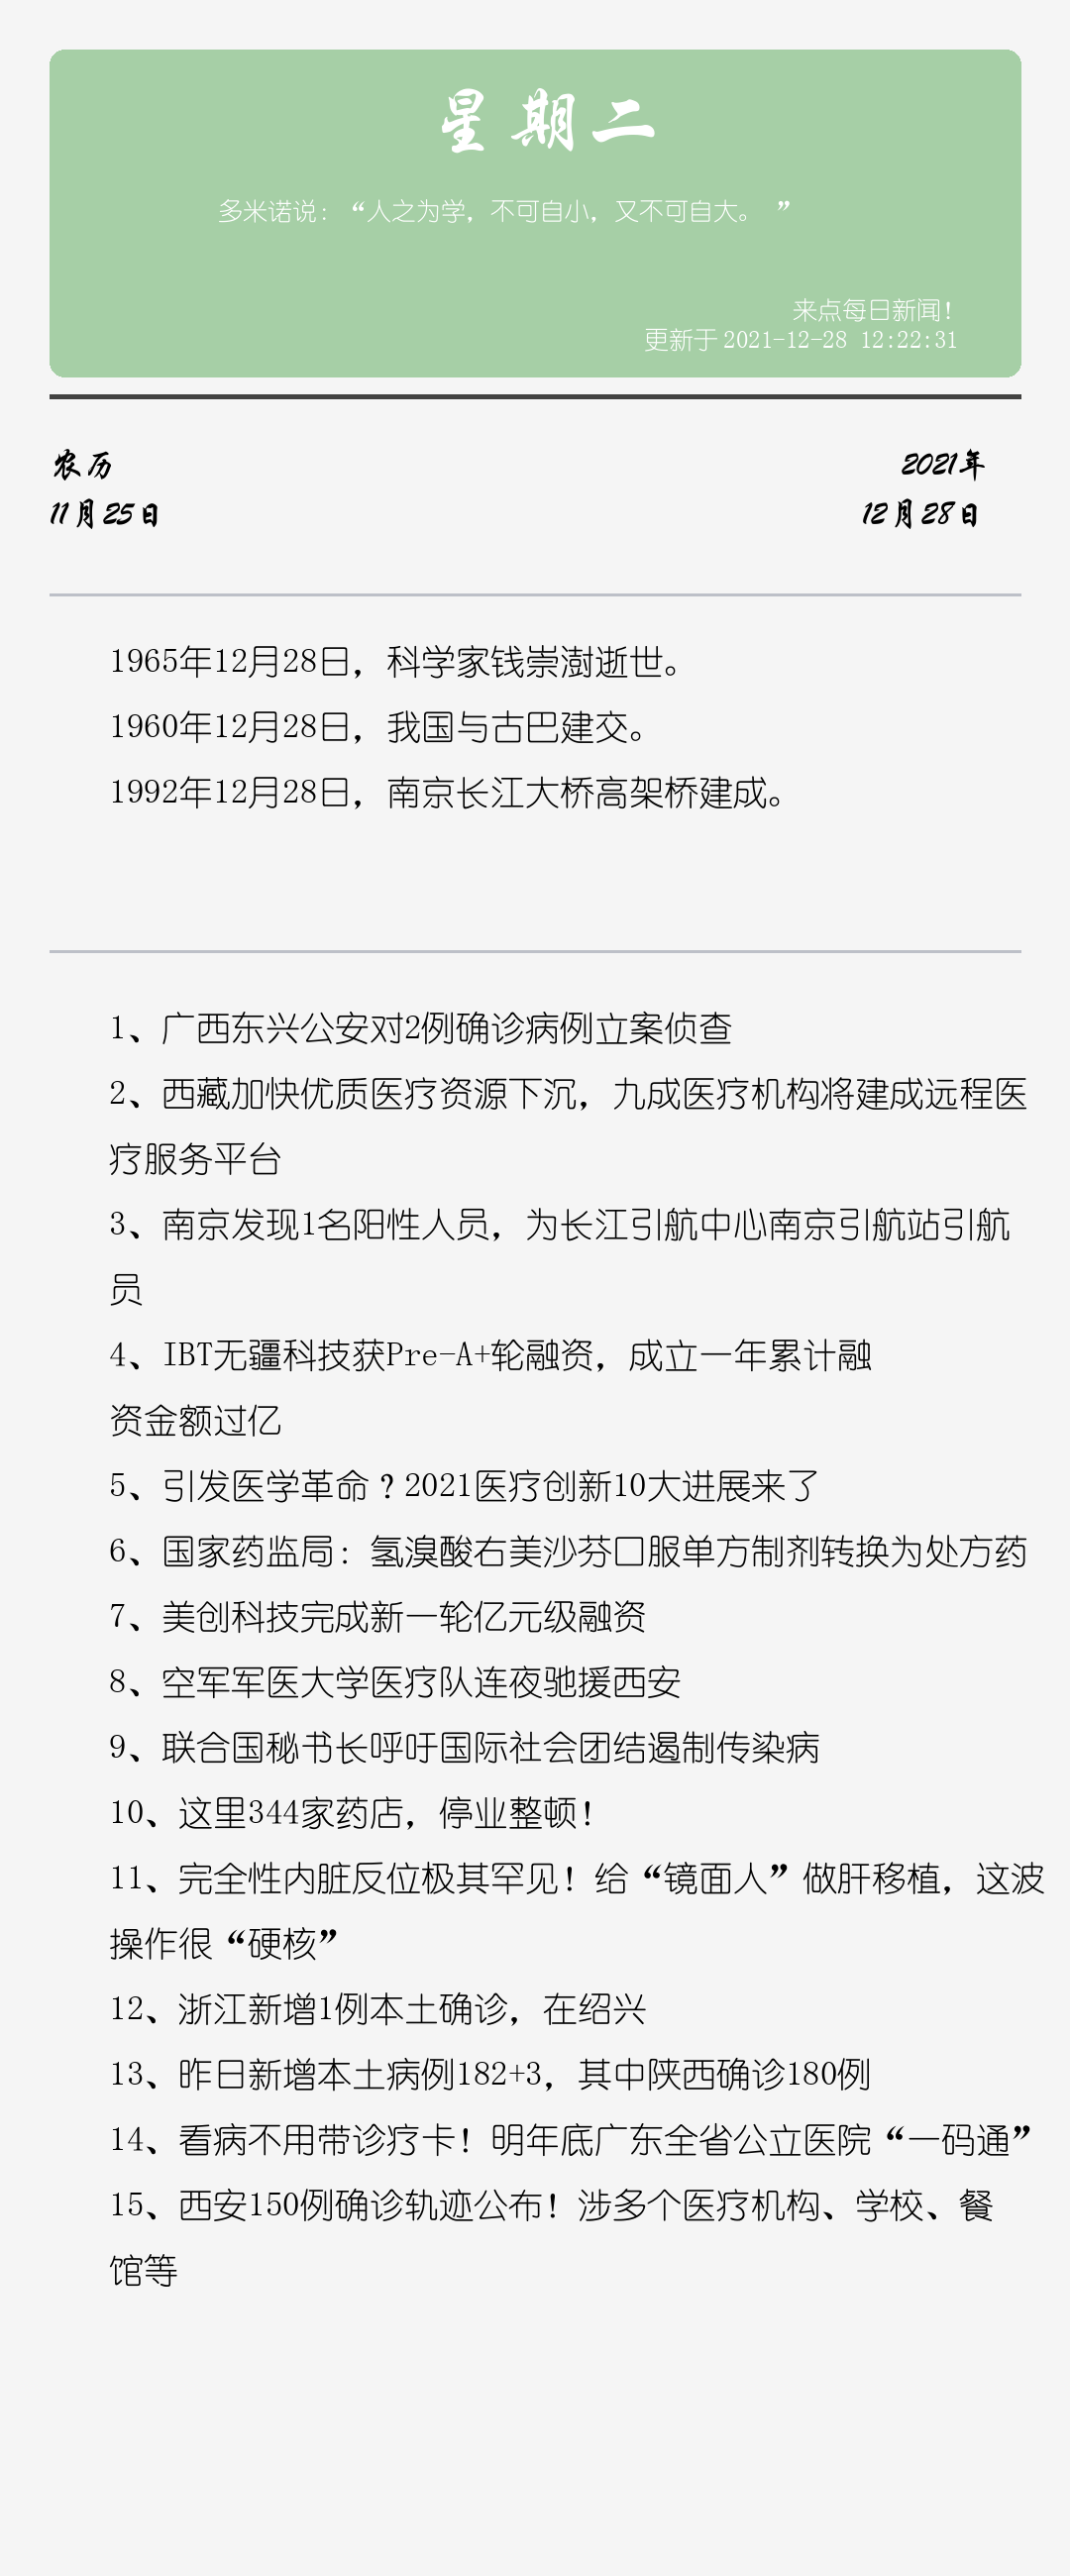 星期二
多米诺说：“人之为学，不可自小，又不可自大。 ”
来点每日新闻！
更新于 2021-12-28 12:22:31
农历
2021年
11月25日
12月28日
1965年12月28日，科学家钱崇澍逝世。
1960年12月28日，我国与古巴建交。
1992年12月28日，南京长江大桥高架桥建成。
1、广西东兴公安对2例确诊病例立案侦查
2、西藏加快优质医疗资源下沉，九成医疗机构将建成远程医
疗服务平台
3、南京发现1名阳性人员，为长江引航中心南京引航站引航
员
4、IBT无疆科技获Pre-A+轮融资，成立一年累计融
资金额过亿
5、引发医学革命？2021医疗创新10大进展来了
6、国家药监局：氢溴酸右美沙芬口服单方制剂转换为处方药
7、美创科技完成新一轮亿元级融资
8、空军军医大学医疗队连夜驰援西安
9、联合国秘书长呼吁国际社会团结遏制传染病
10、这里344家药店，停业整顿！
11、完全性内脏反位极其罕见！给“镜面人”做肝移植，这波
操作很“硬核”
12、浙江新增1例本土确诊，在绍兴
13、昨日新增本土病例182+3，其中陕西确诊180例
14、看病不用带诊疗卡！明年底广东全省公立医院“一码通”
15、西安150例确诊轨迹公布！涉多个医疗机构、学校、餐
馆等